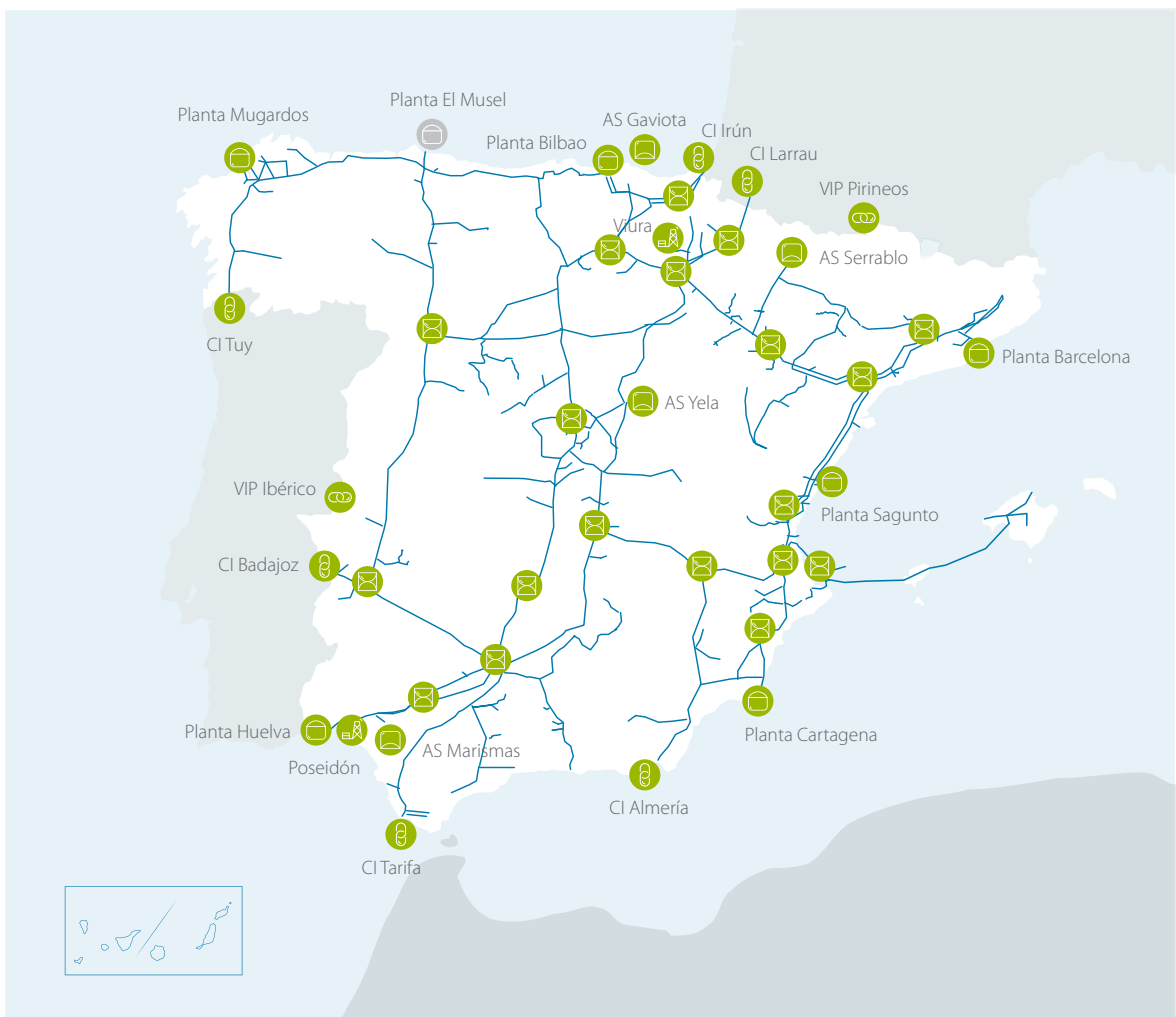 Planta El Musel
Planta Mugardos
AS Gaviota
CI Irún
Planta Bilbao
CI Larrau
VIP Pirineos
Viura
AS Serrablo
CI Tuy
Planta Barcelona
AS Yela
VIP Ibérico
Planta Sagunto
CI Badajoz
Planta Huelva
Planta Cartagena
AS Marismas
Poseidón
CI Almería
CI Tarifa